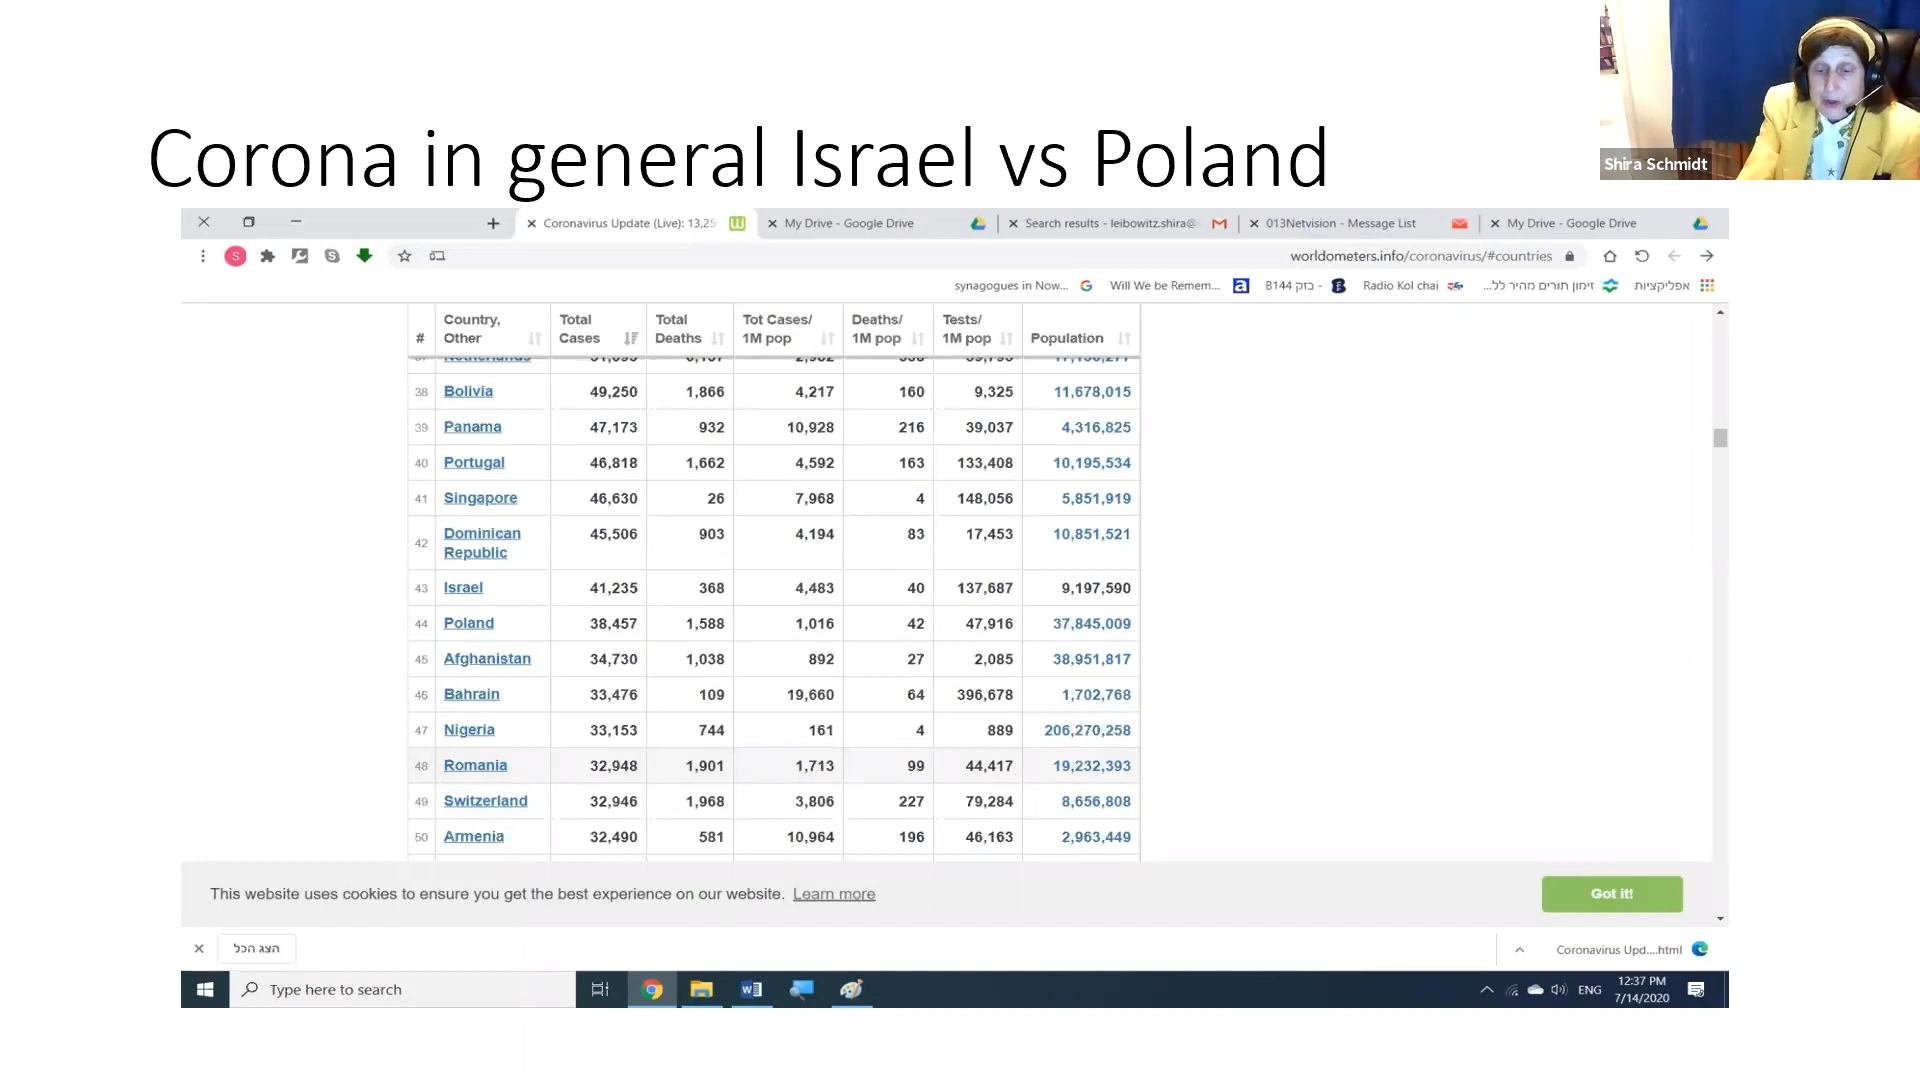 Corona in general Israel vs Poland
Shira Schmidt
Coronavirus Update (Live): 13,25
My Drive - Google Drive
Search results - leibowitz.shira@
013Netvision - Message List
My Drive - Google Drive
S
worldometers.info/coronavirus/#countries
synagogues in Now...
Will We be Remem...
B144 בזק -
Radio Kol chai
זימון תורים מהיר לל...
אפליקציות
# Country, Other Total Cases Total Deaths Tot Cases/ 1M pop Deaths/ 1M pop Tests/ 1M pop Population
38 Bolivia 49,250 1,866 4,217 160 9,325 11,678,015
39 Panama 47,173 932 10,928 216 39,037 4,316,825
40 Portugal 46,818 1,662 4,592 163 133,408 10,195,534
41 Singapore 46,630 26 7,968 4 148,056 5,851,919
42 Dominican Republic 45,506 903 4,194 83 17,453 10,851,521
43 Israel 41,235 368 4,483 40 137,687 9,197,590
44 Poland 38,457 1,588 1,016 42 47,916 37,845,009
45 Afghanistan 34,730 1,038 892 27 2,085 38,951,817
46 Bahrain 33,476 109 19,660 64 396,678 1,702,768
47 Nigeria 33,153 744 161 4 889 206,270,258
48 Romania 32,948 1,901 1,713 99 44,417 19,232,393
49 Switzerland 32,946 1,968 3,806 227 79,284 8,656,808
50 Armenia 32,490 581 10,964 196 46,163 2,963,449
This website uses cookies to ensure you get the best experience on our website. Learn more
Got it!
הצג הכל
Coronavirus Upd....html
Type here to search
ENG
12:37 PM
7/14/2020